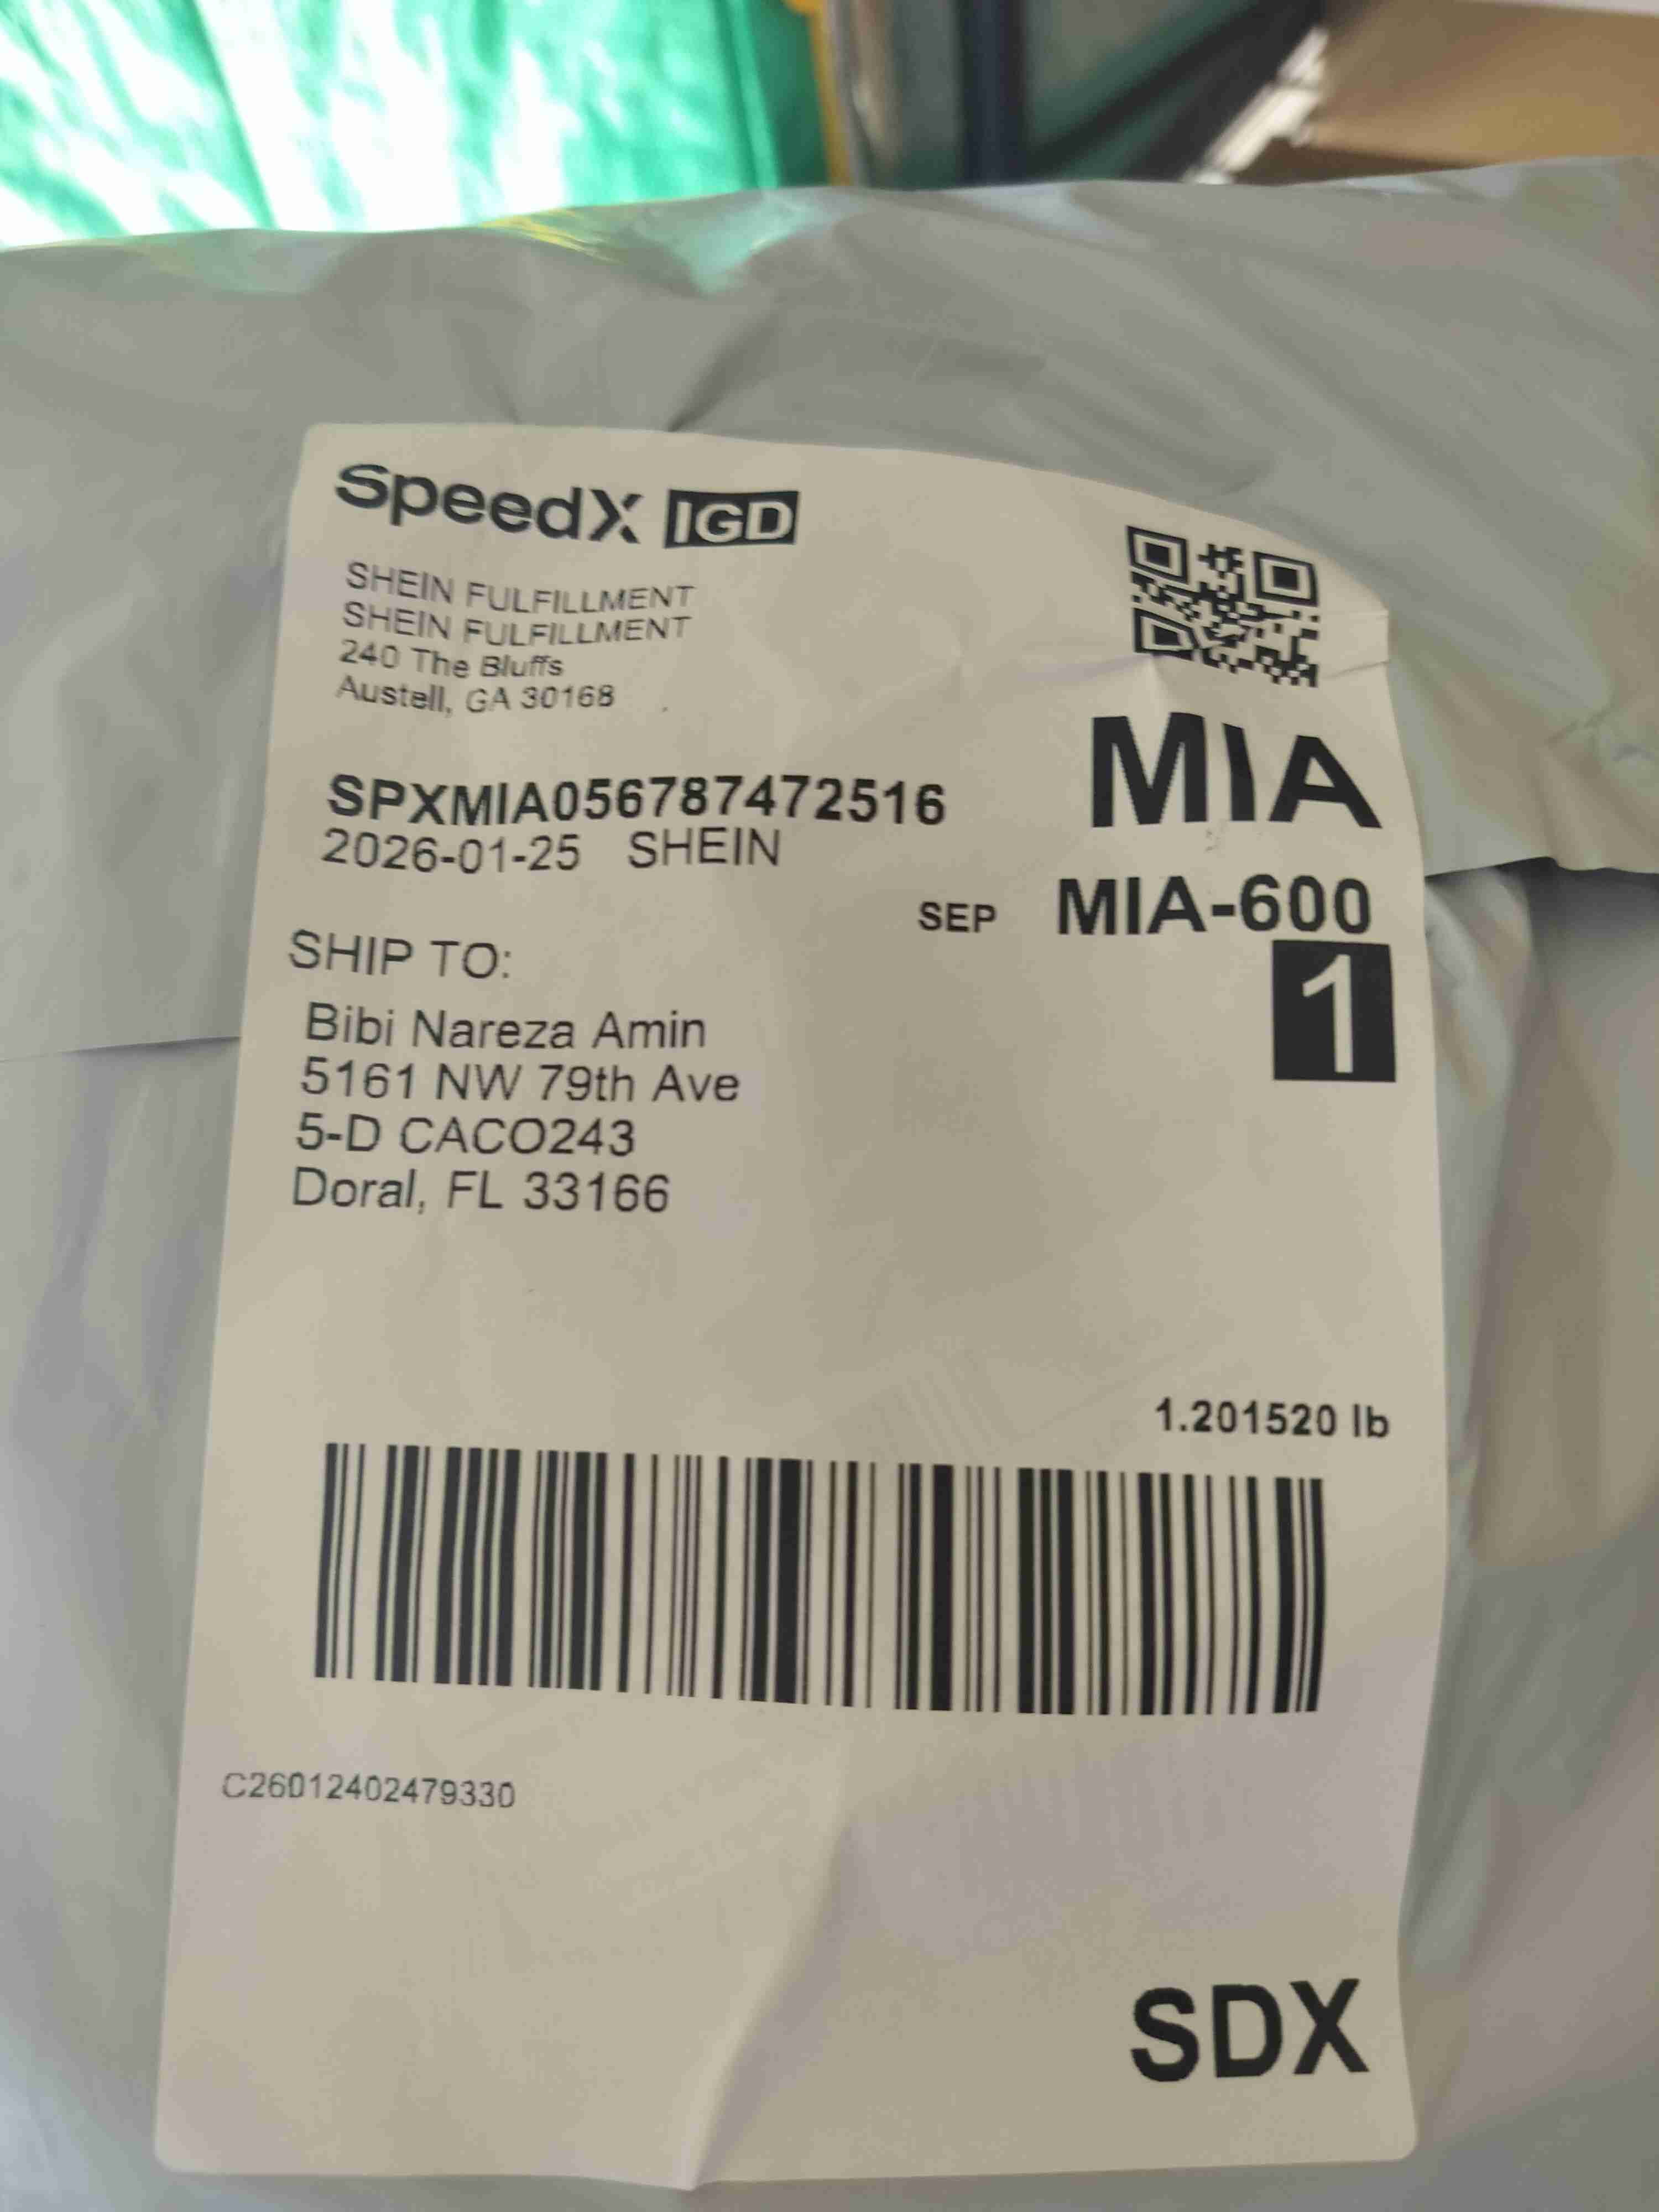 SpeedX IGD
SHEIN FULFILLMENT
SHEIN FULFILLMENT
240 The Bluffs
Austell, GA 30168
MIA
SPXMIA056787472516
2026-01-25 SHEIN
SEP MIA-600
1
SHIP TO:
Bibi Nareza Amin
5161 NW 79th Ave
5-D CACO243
Doral, FL 33166
1.201520 lb
C26012402479330
SDX